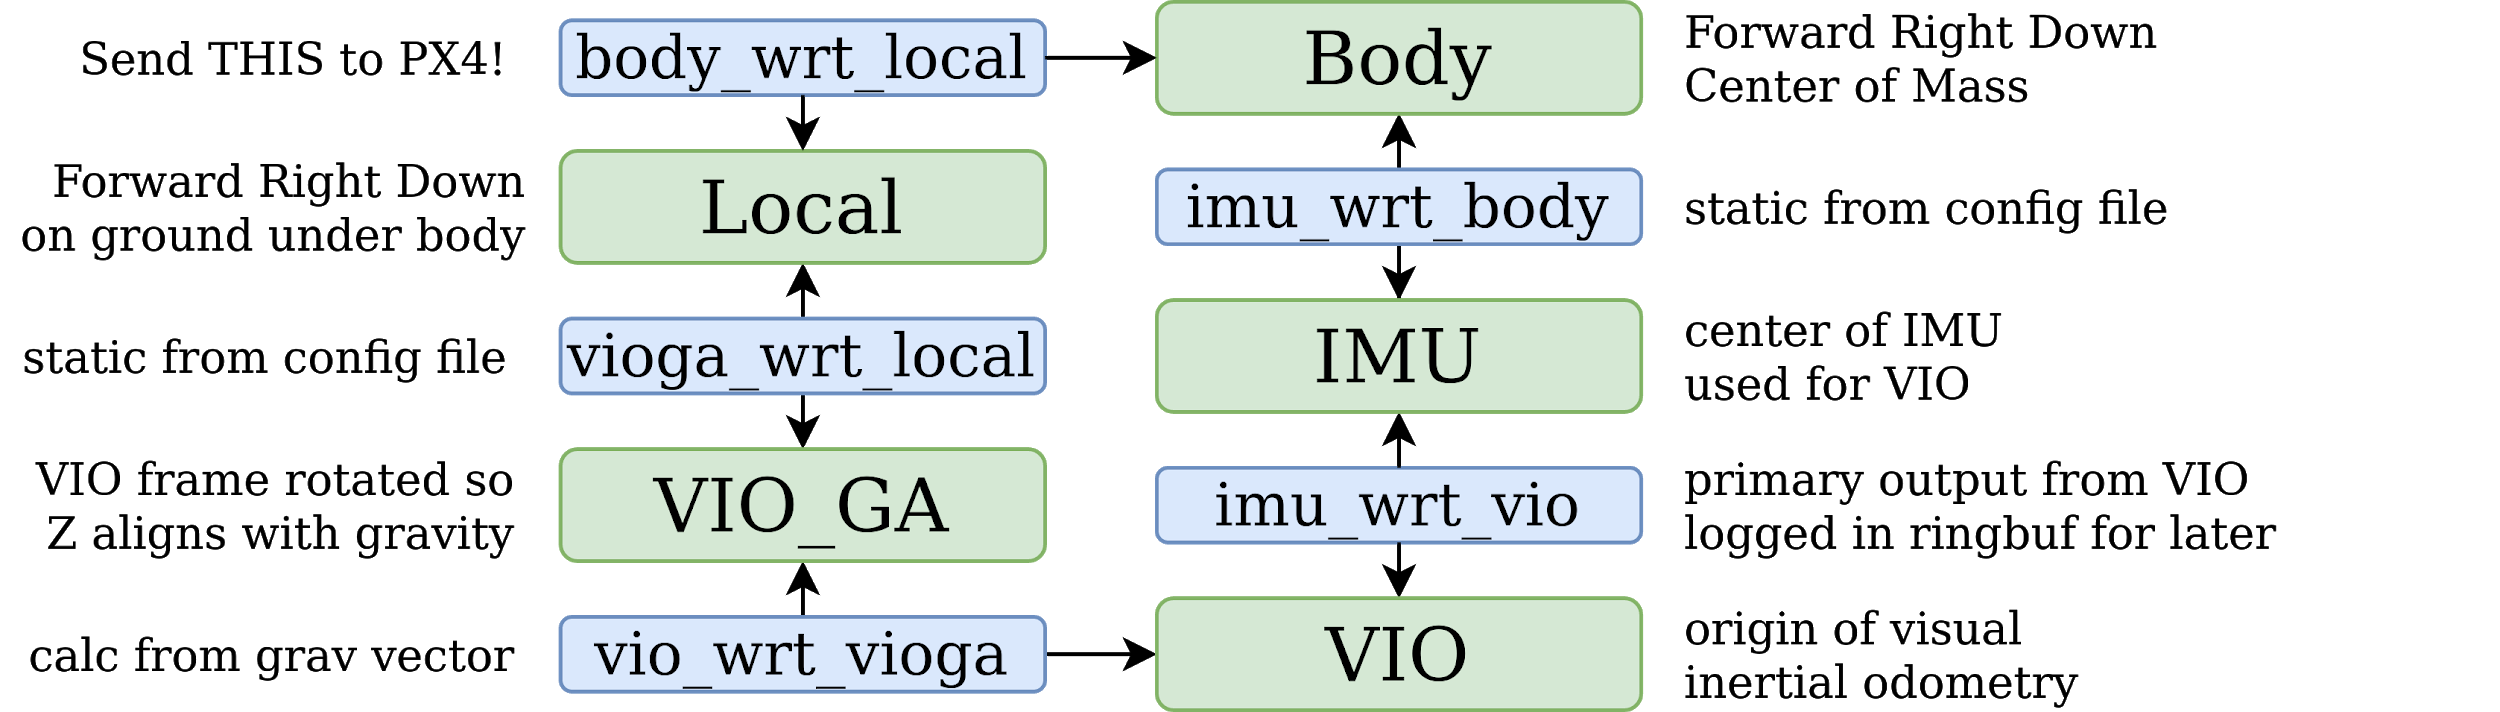 Send THIS to PX4!
body_wrt_local
Body
Forward Right Down
Center of Mass
Forward Right Down
on ground under body
Local
imu_wrt_body
static from config file
static from config file
vioga_wrt_local
IMU
center of IMU
used for VIO
VIO frame rotated so
Z aligns with gravity
VIO_GA
imu_wrt_vio
primary output from VIO
logged in ringbuf for later
calc from grav vector
vio_wrt_vioga
VIO
origin of visual
inertial odometry